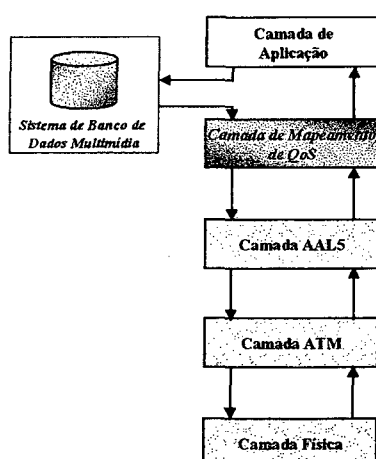 Camada de
Aplicação
Sistema de Banco de
Dados Multimídia
Camada de Mapeamento
de QoS
Camada AAL5
Camada ATM
Camada Física